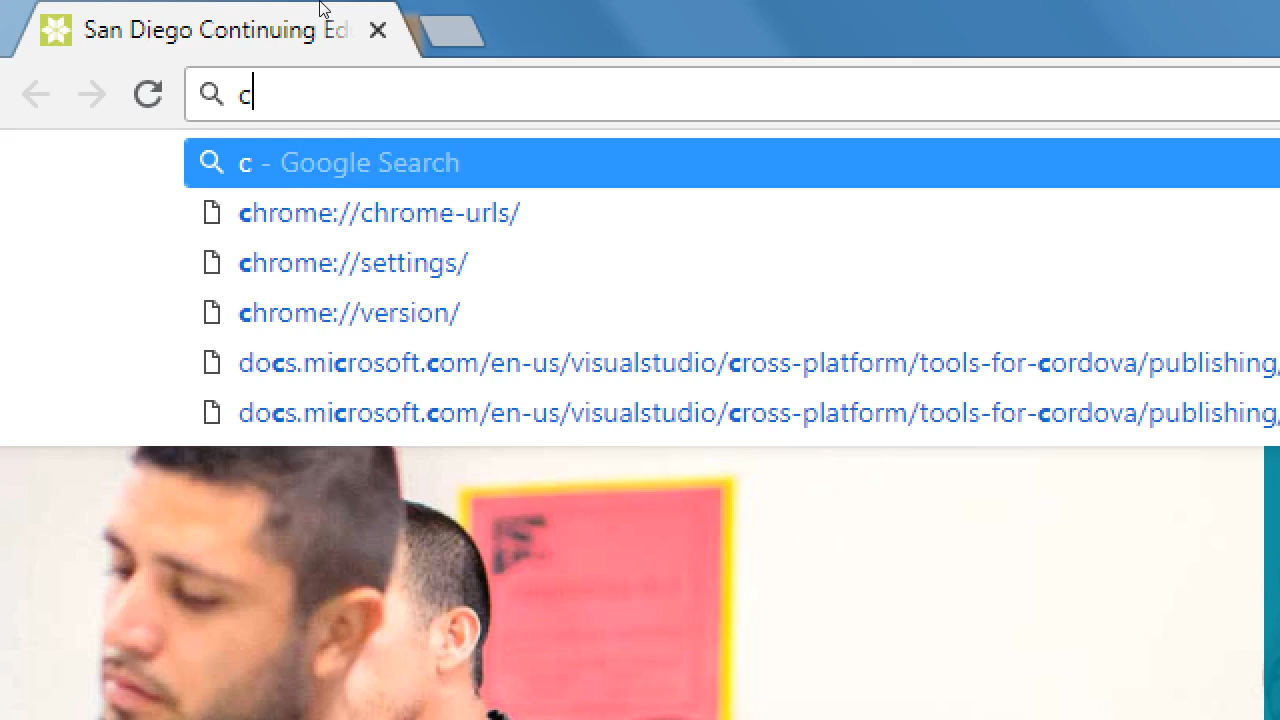 San Diego Continuing Ed
c
c - Google Search
chrome://chrome-urls/
chrome://settings/
chrome://version/
docs.microsoft.com/en-us/visualstudio/cross-platform/tools-for-cordova/publishing/
docs.microsoft.com/en-us/visualstudio/cross-platform/tools-for-cordova/publishing/